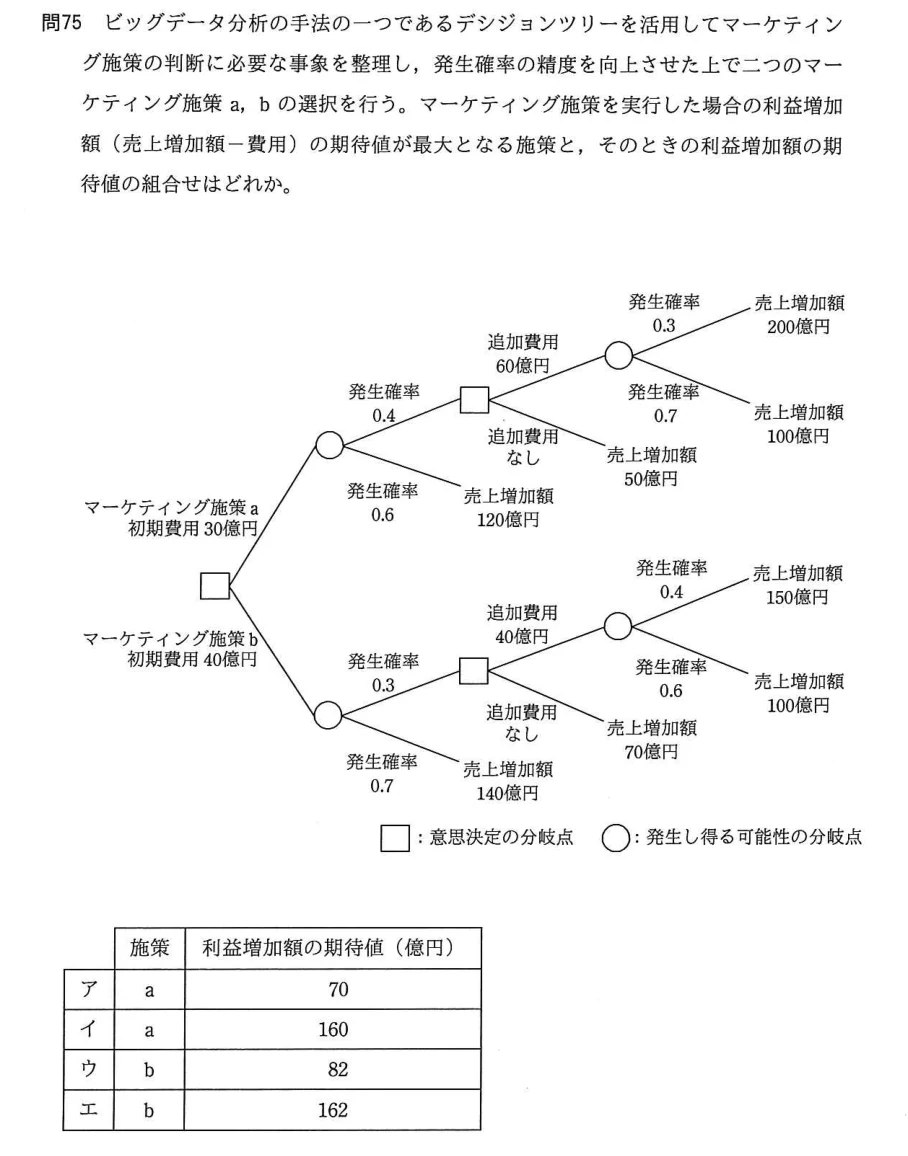 問75 ビッグデータ分析の手法の一つであるデシジョンツリーを活用してマーケティン
グ施策の判断に必要な事象を整理し，発生確率の精度を向上させた上で二つのマー
ケティング施策 a，b の選択を行う。マーケティング施策を実行した場合の利益増加
額（売上増加額－費用）の期待値が最大となる施策と，そのときの利益増加額の期
待値の組合せはどれか。
発生確率
0.3
売上増加額
200億円
追加費用
60億円
発生確率
0.4
発生確率
0.7
売上増加額
100億円
追加費用
なし
売上増加額
50億円
発生確率
0.6
売上増加額
120億円
マーケティング施策 a
初期費用 30億円
マーケティング施策 b
初期費用 40億円
発生確率
0.4
売上増加額
150億円
追加費用
40億円
発生確率
0.3
発生確率
0.6
売上増加額
100億円
追加費用
なし
売上増加額
70億円
発生確率
0.7
売上増加額
140億円
：意思決定の分岐点 ：発生し得る可能性の分岐点
施策 利益増加額の期待値（億円）
ア a 70
イ a 160
ウ b 82
エ b 162